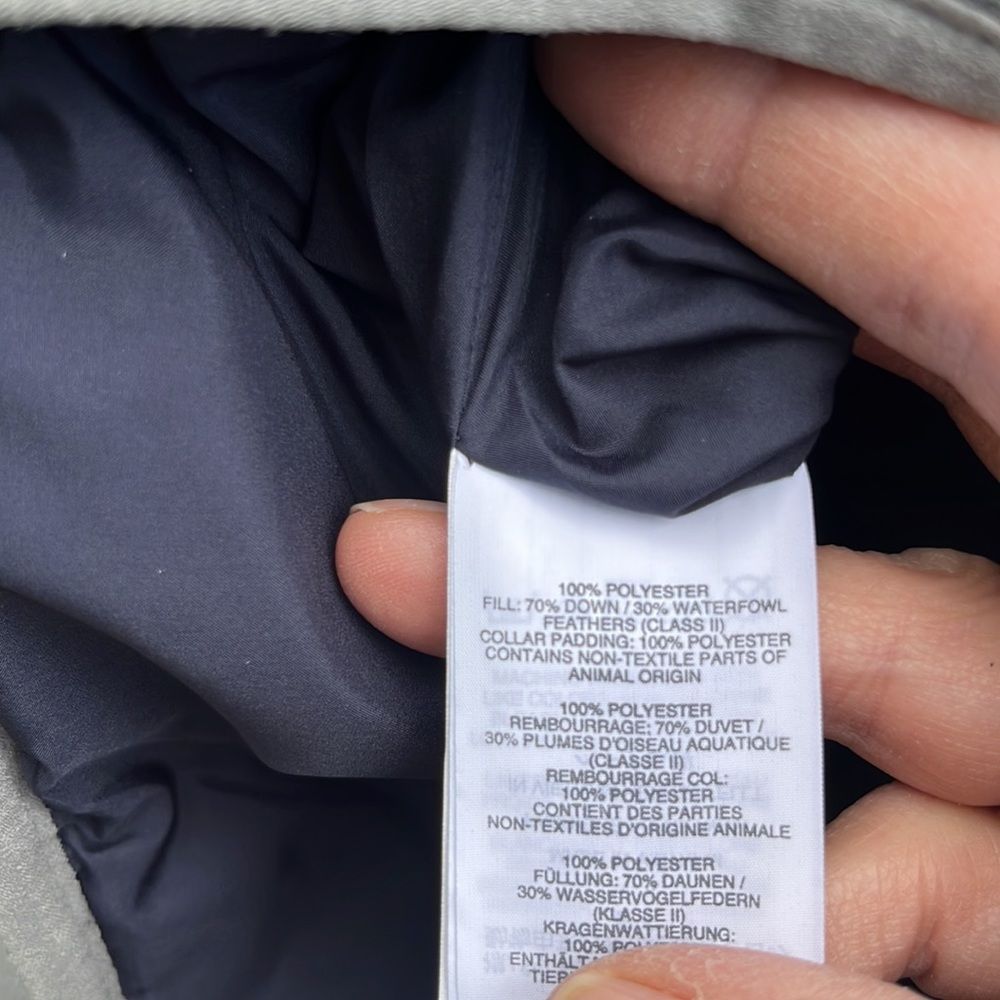 100% POLYESTER
FILL: 70% DOWN / 30% WATERFOWL
FEATHERS (CLASS II)
COLLAR PADDING: 100% POLYESTER
CONTAINS NON-TEXTILE PARTS OF
ANIMAL ORIGIN
100% POLYESTER
REMBOURRAGE: 70% DUVET /
30% PLUMES D'OISEAU AQUATIQUE
(CLASSE II)
REMBOURRAGE COL:
100% POLYESTER
CONTIENT DES PARTIES
NON-TEXTILES D'ORIGINE ANIMALE
100% POLYESTER
FÜLLUNG: 70% DAUNEN /
30% WASSERVOGELFEDERN
(KLASSE II)
KRAGENWATTIERUNG:
100%
ENTHÄLT